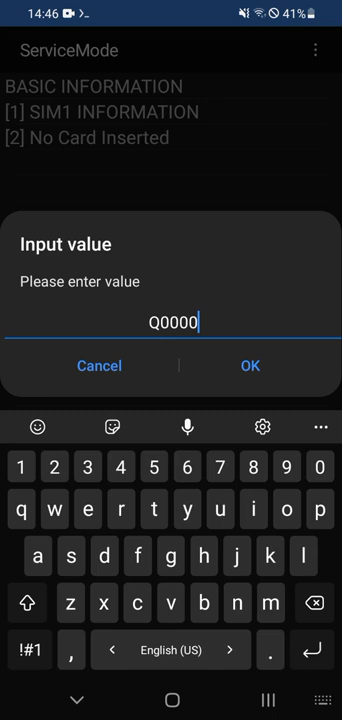 14:46 >_ 41%
ServiceMode
BASIC INFORMATION
[1] SIM1 INFORMATION
[2] No Card Inserted
Input value
Please enter value
Q0000
Cancel OK
1 2 3 4 5 6 7 8 9 0
q w e r t y u i o p
a s d f g h j k l
z x c v b n m
!#1 , < English (US) > .